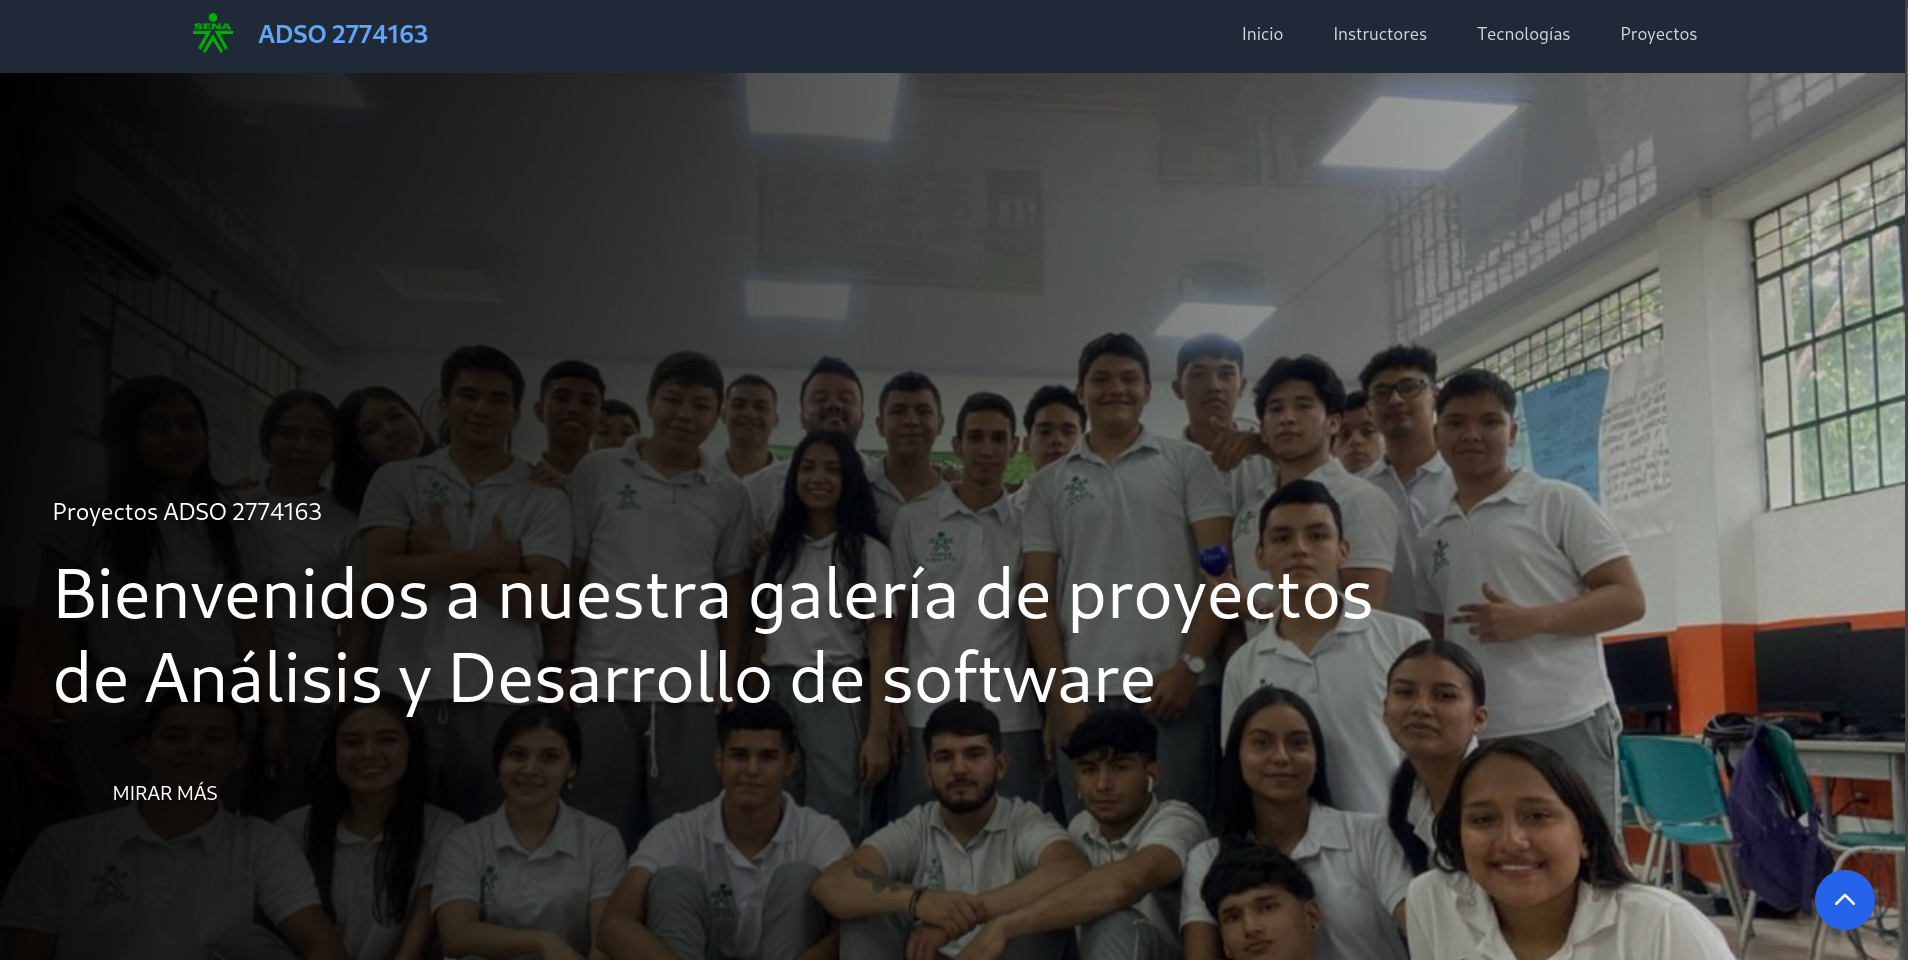 SENA
ADSO 2774163
Inicio
Instructores
Tecnologías
Proyectos
Proyectos ADSO 2774163
Bienvenidos a nuestra galería de proyectos
de Análisis y Desarrollo de software
MIRAR MÁS